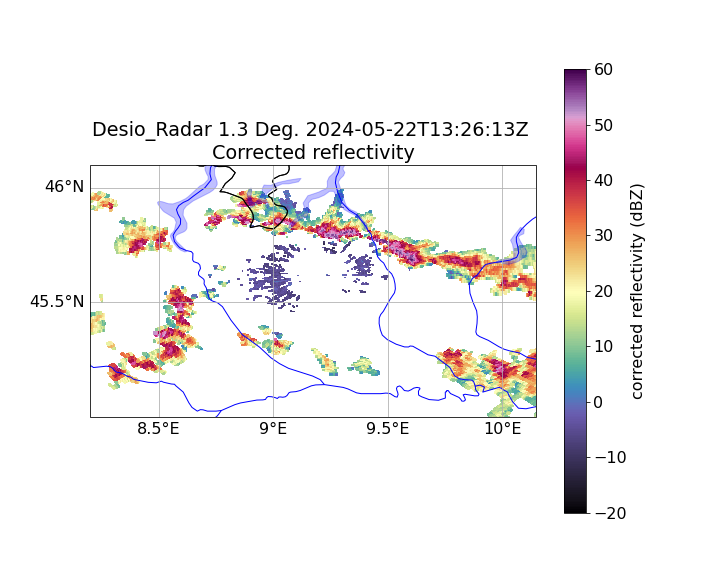 Desio_Radar 1.3 Deg. 2024-05-22T13:26:13Z
Corrected reflectivity
46°N
45.5°N
8.5°E
9°E
9.5°E
10°E
60
50
40
30
20
10
0
−10
−20
corrected reflectivity (dBZ)